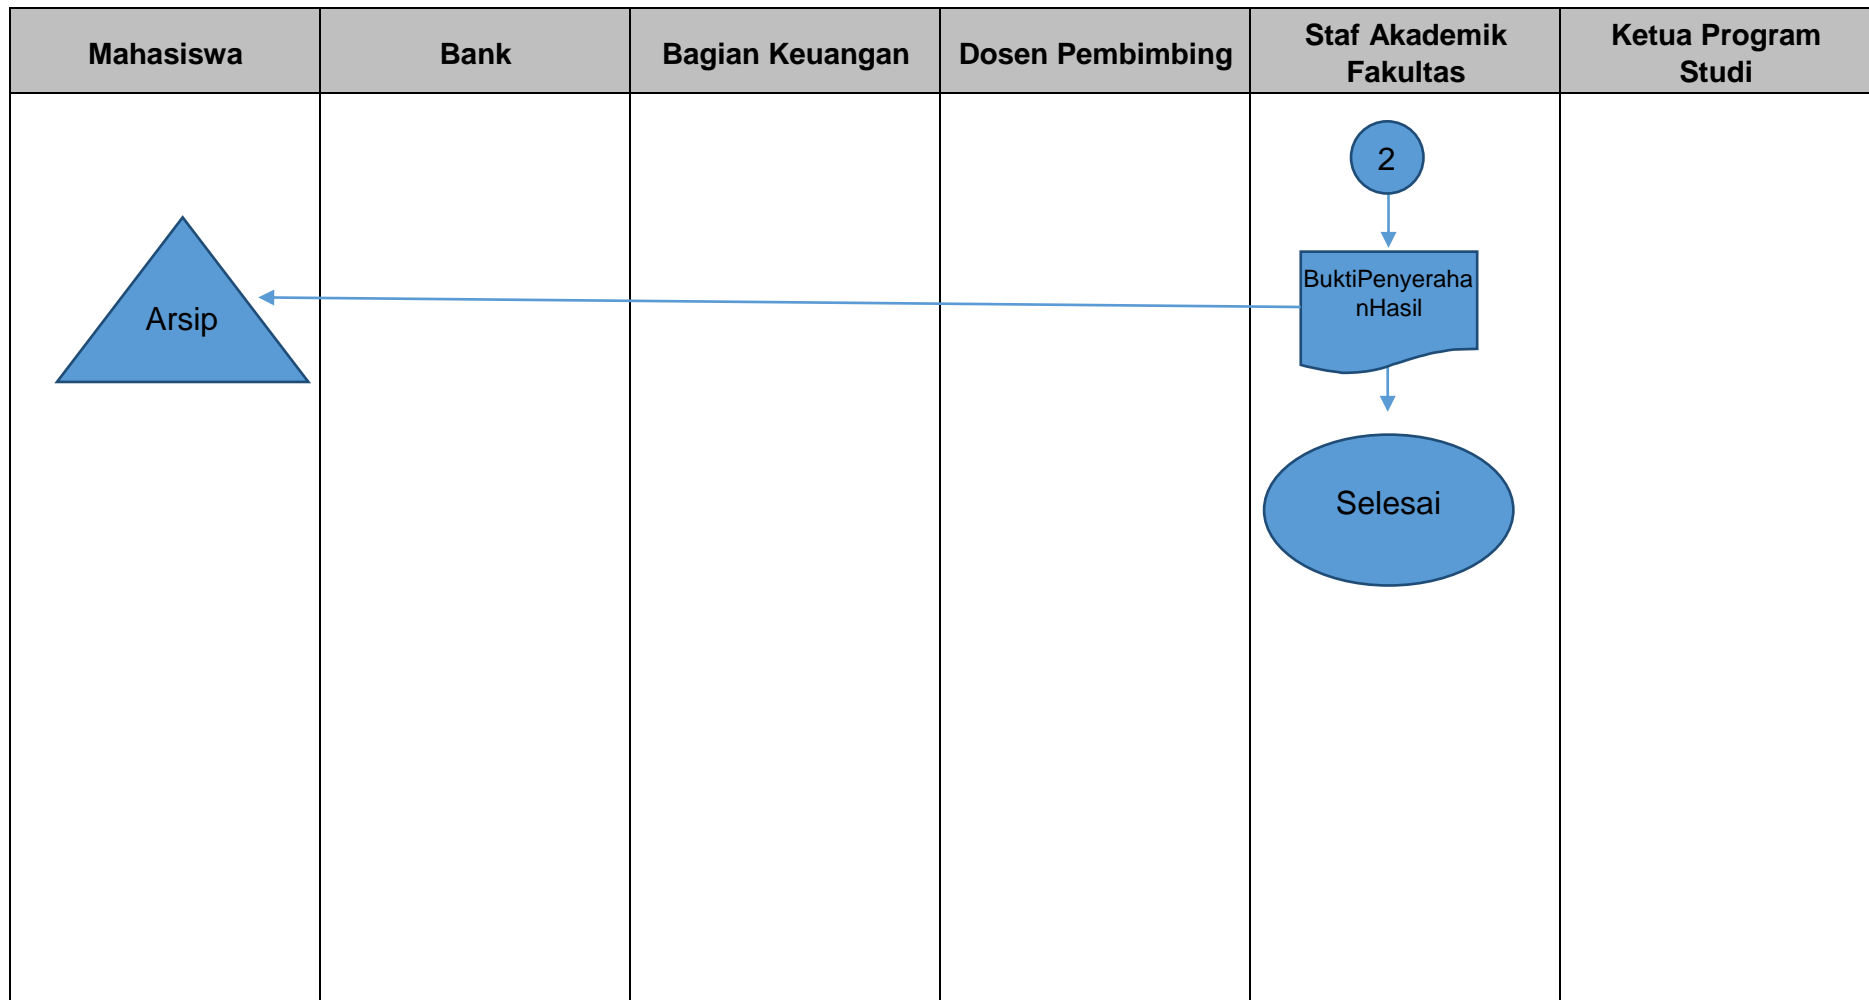 Mahasiswa
Bank
Bagian Keuangan
Dosen Pembimbing
Staf Akademik
Fakultas
Ketua Program
Studi
2
BuktiPenyeraha
nHasil
Arsip
Selesai